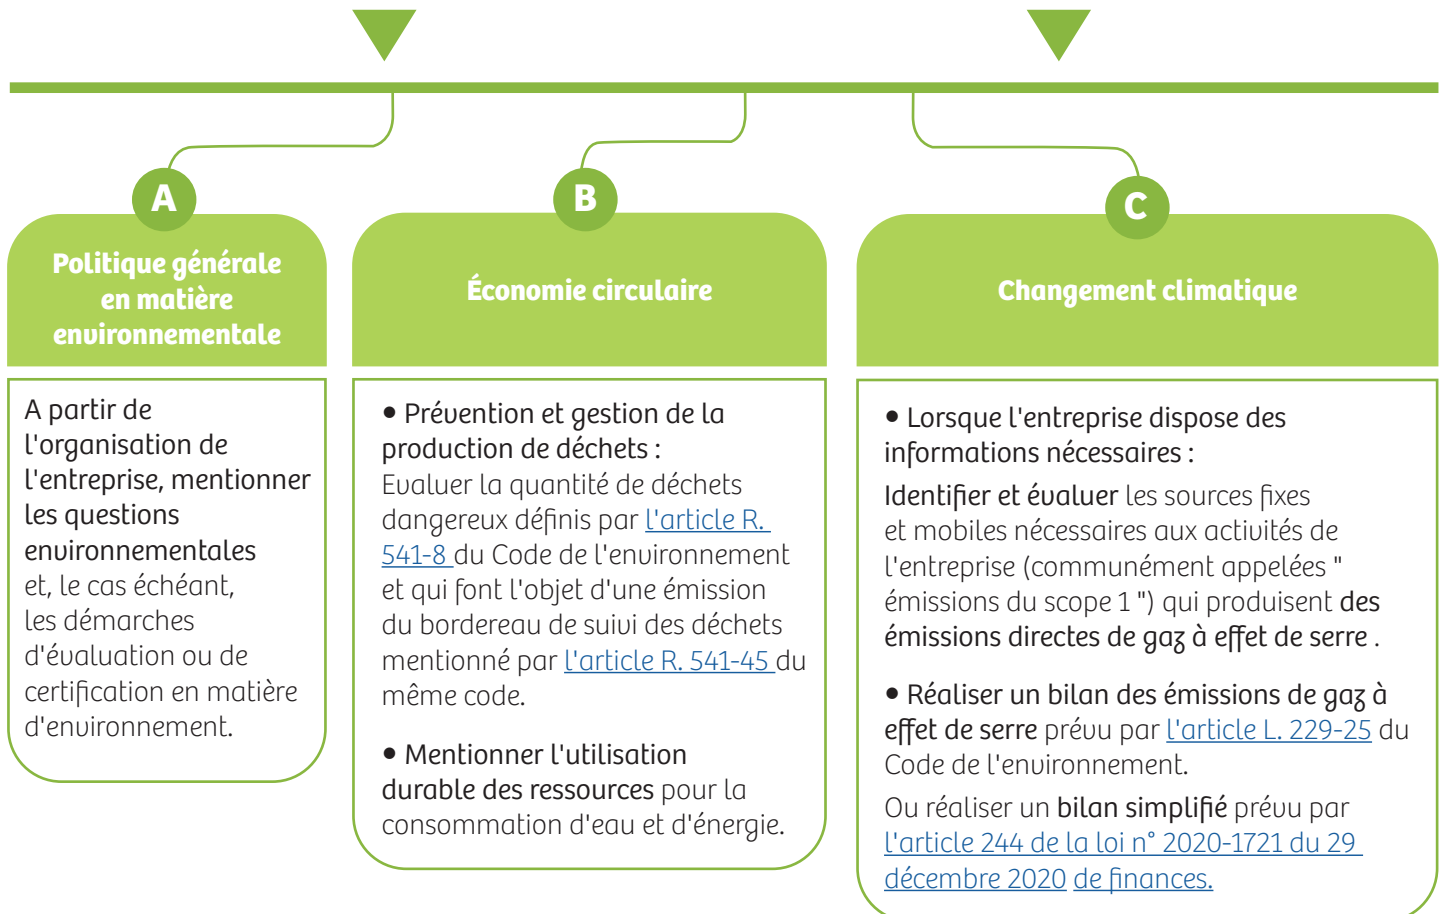 A
Politique générale
en matière
environnementale
A partir de
l'organisation de
l'entreprise, mentionner
les questions
environnementales
et, le cas échéant,
les démarches
d'évaluation ou de
certification en matière
d'environnement.
B
Économie circulaire
• Prévention et gestion de la
production de déchets :
Evaluer la quantité de déchets
dangereux définis par l'article R.
541-8 du Code de l'environnement
et qui font l'objet d'une émission
du bordereau de suivi des déchets
mentionné par l'article R. 541-45 du
même code.
• Mentionner l'utilisation
durable des ressources pour la
consommation d'eau et d'énergie.
C
Changement climatique
• Lorsque l'entreprise dispose des
informations nécessaires :
Identifier et évaluer les sources fixes
et mobiles nécessaires aux activités de
l'entreprise (communément appelées "
émissions du scope 1 ") qui produisent des
émissions directes de gaz à effet de serre .
• Réaliser un bilan des émissions de gaz à
effet de serre prévu par l'article L. 229-25 du
Code de l'environnement.
Ou réaliser un bilan simplifié prévu par
l'article 244 de la loi n° 2020-1721 du 29
décembre 2020 de finances.